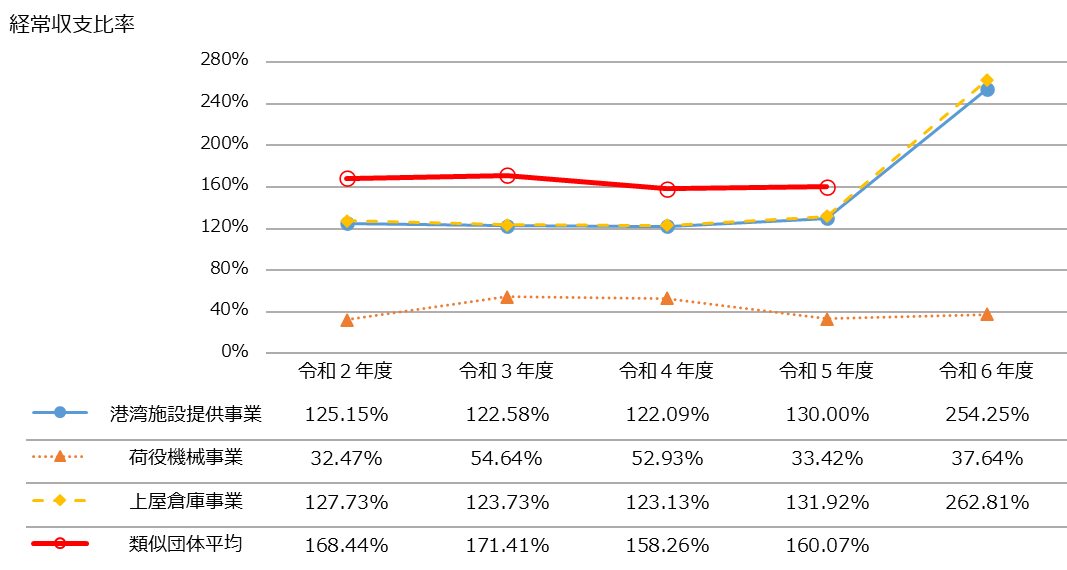 経常収支比率
280%
240%
200%
160%
120%
80%
40%
0%
令和２年度 令和３年度 令和４年度 令和５年度 令和６年度
港湾施設提供事業 125.15% 122.58% 122.09% 130.00% 254.25%
荷役機械事業 32.47% 54.64% 52.93% 33.42% 37.64%
上屋倉庫事業 127.73% 123.73% 123.13% 131.92% 262.81%
類似団体平均 168.44% 171.41% 158.26% 160.07%